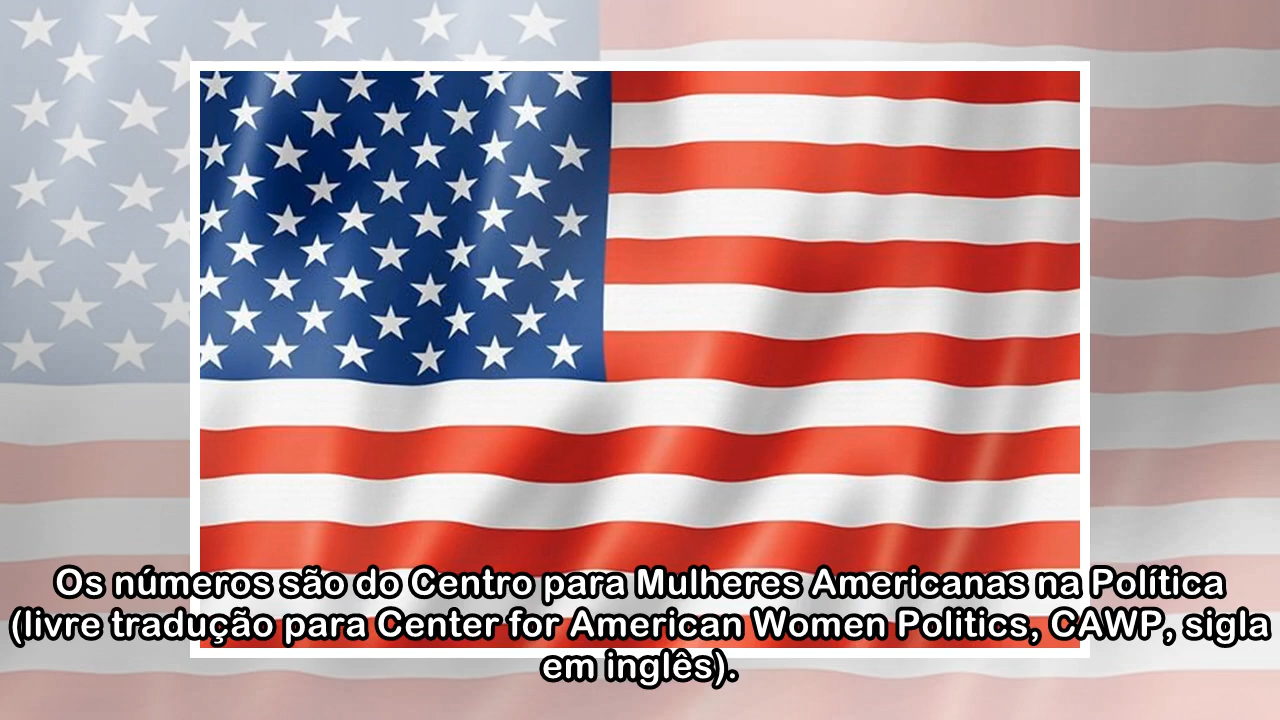 Os números são do Centro para Mulheres Americanas na Política
(livre tradução para Center for American Women Politics, CAWP, sigla
em inglês).